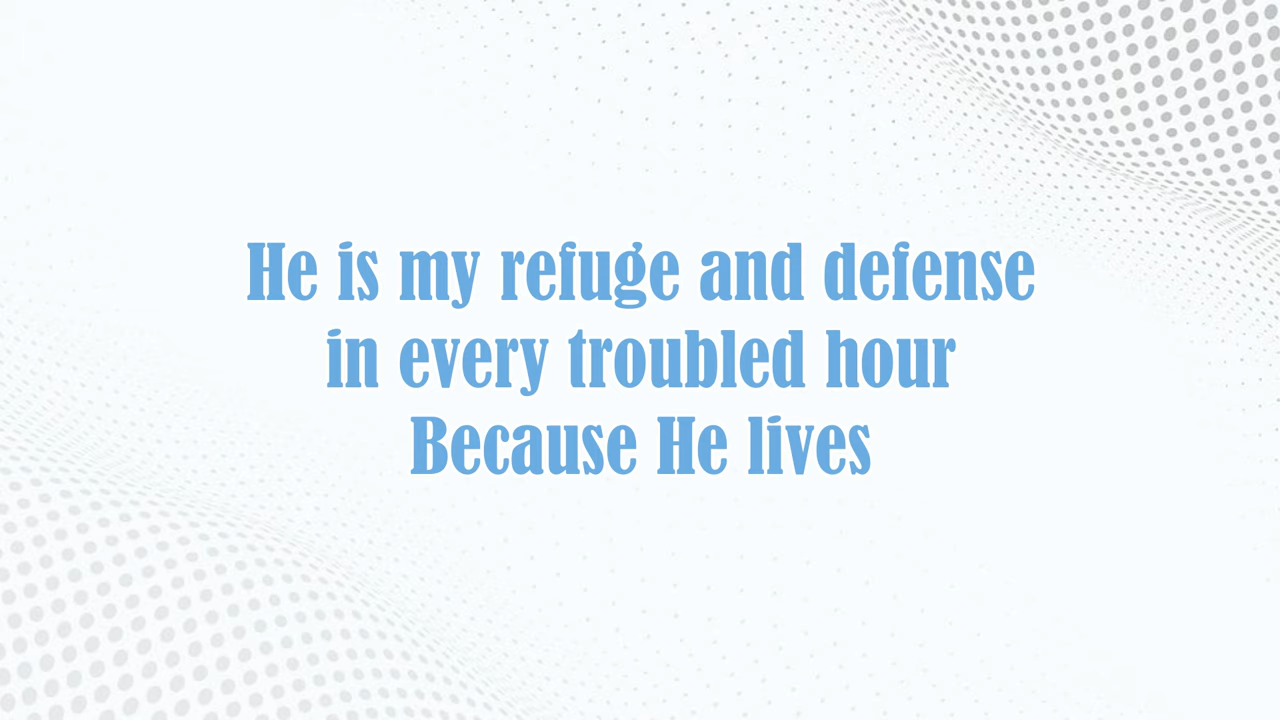 He is my refuge and defense
in every troubled hour
Because He lives